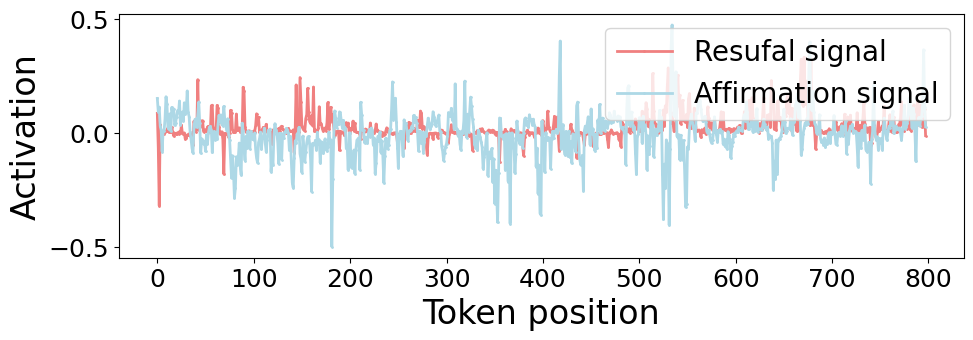 0.5
0.0
−0.5
Activation
Resufal signal
Affirmation signal
0 100 200 300 400 500 600 700 800
Token position